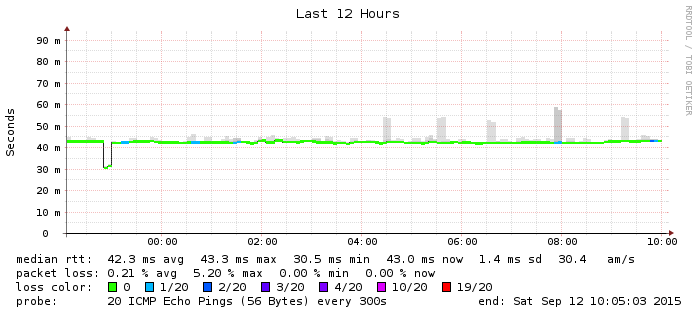 Last 12 Hours
RRDTOOL / TOBI OETIKER
Seconds
90 m
80 m
70 m
60 m
50 m
40 m
30 m
20 m
10 m
0
00:00 02:00 04:00 06:00 08:00 10:00
median rtt: 42.3 ms avg 43.3 ms max 30.5 ms min 43.0 ms now 1.4 ms sd 30.4 am/s
packet loss: 0.21 % avg 5.20 % max 0.00 % min 0.00 % now
loss color: 0 1/20 2/20 3/20 4/20 10/20 19/20
probe: 20 ICMP Echo Pings (56 Bytes) every 300s end: Sat Sep 12 10:05:03 2015